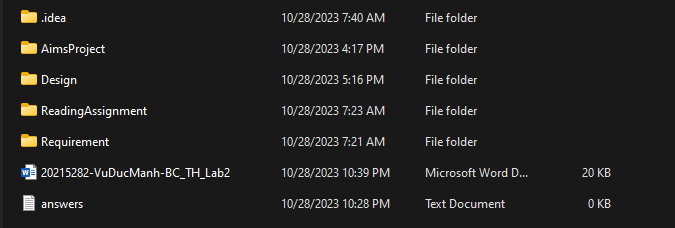 .idea 10/28/2023 7:40 AM File folder
AimsProject 10/28/2023 4:17 PM File folder
Design 10/28/2023 5:16 PM File folder
ReadingAssignment 10/28/2023 7:23 AM File folder
Requirement 10/28/2023 7:21 AM File folder
20215282-VuDucManh-BC_TH_Lab2 10/28/2023 10:39 PM Microsoft Word D... 20 KB
answers 10/28/2023 10:28 PM Text Document 0 KB